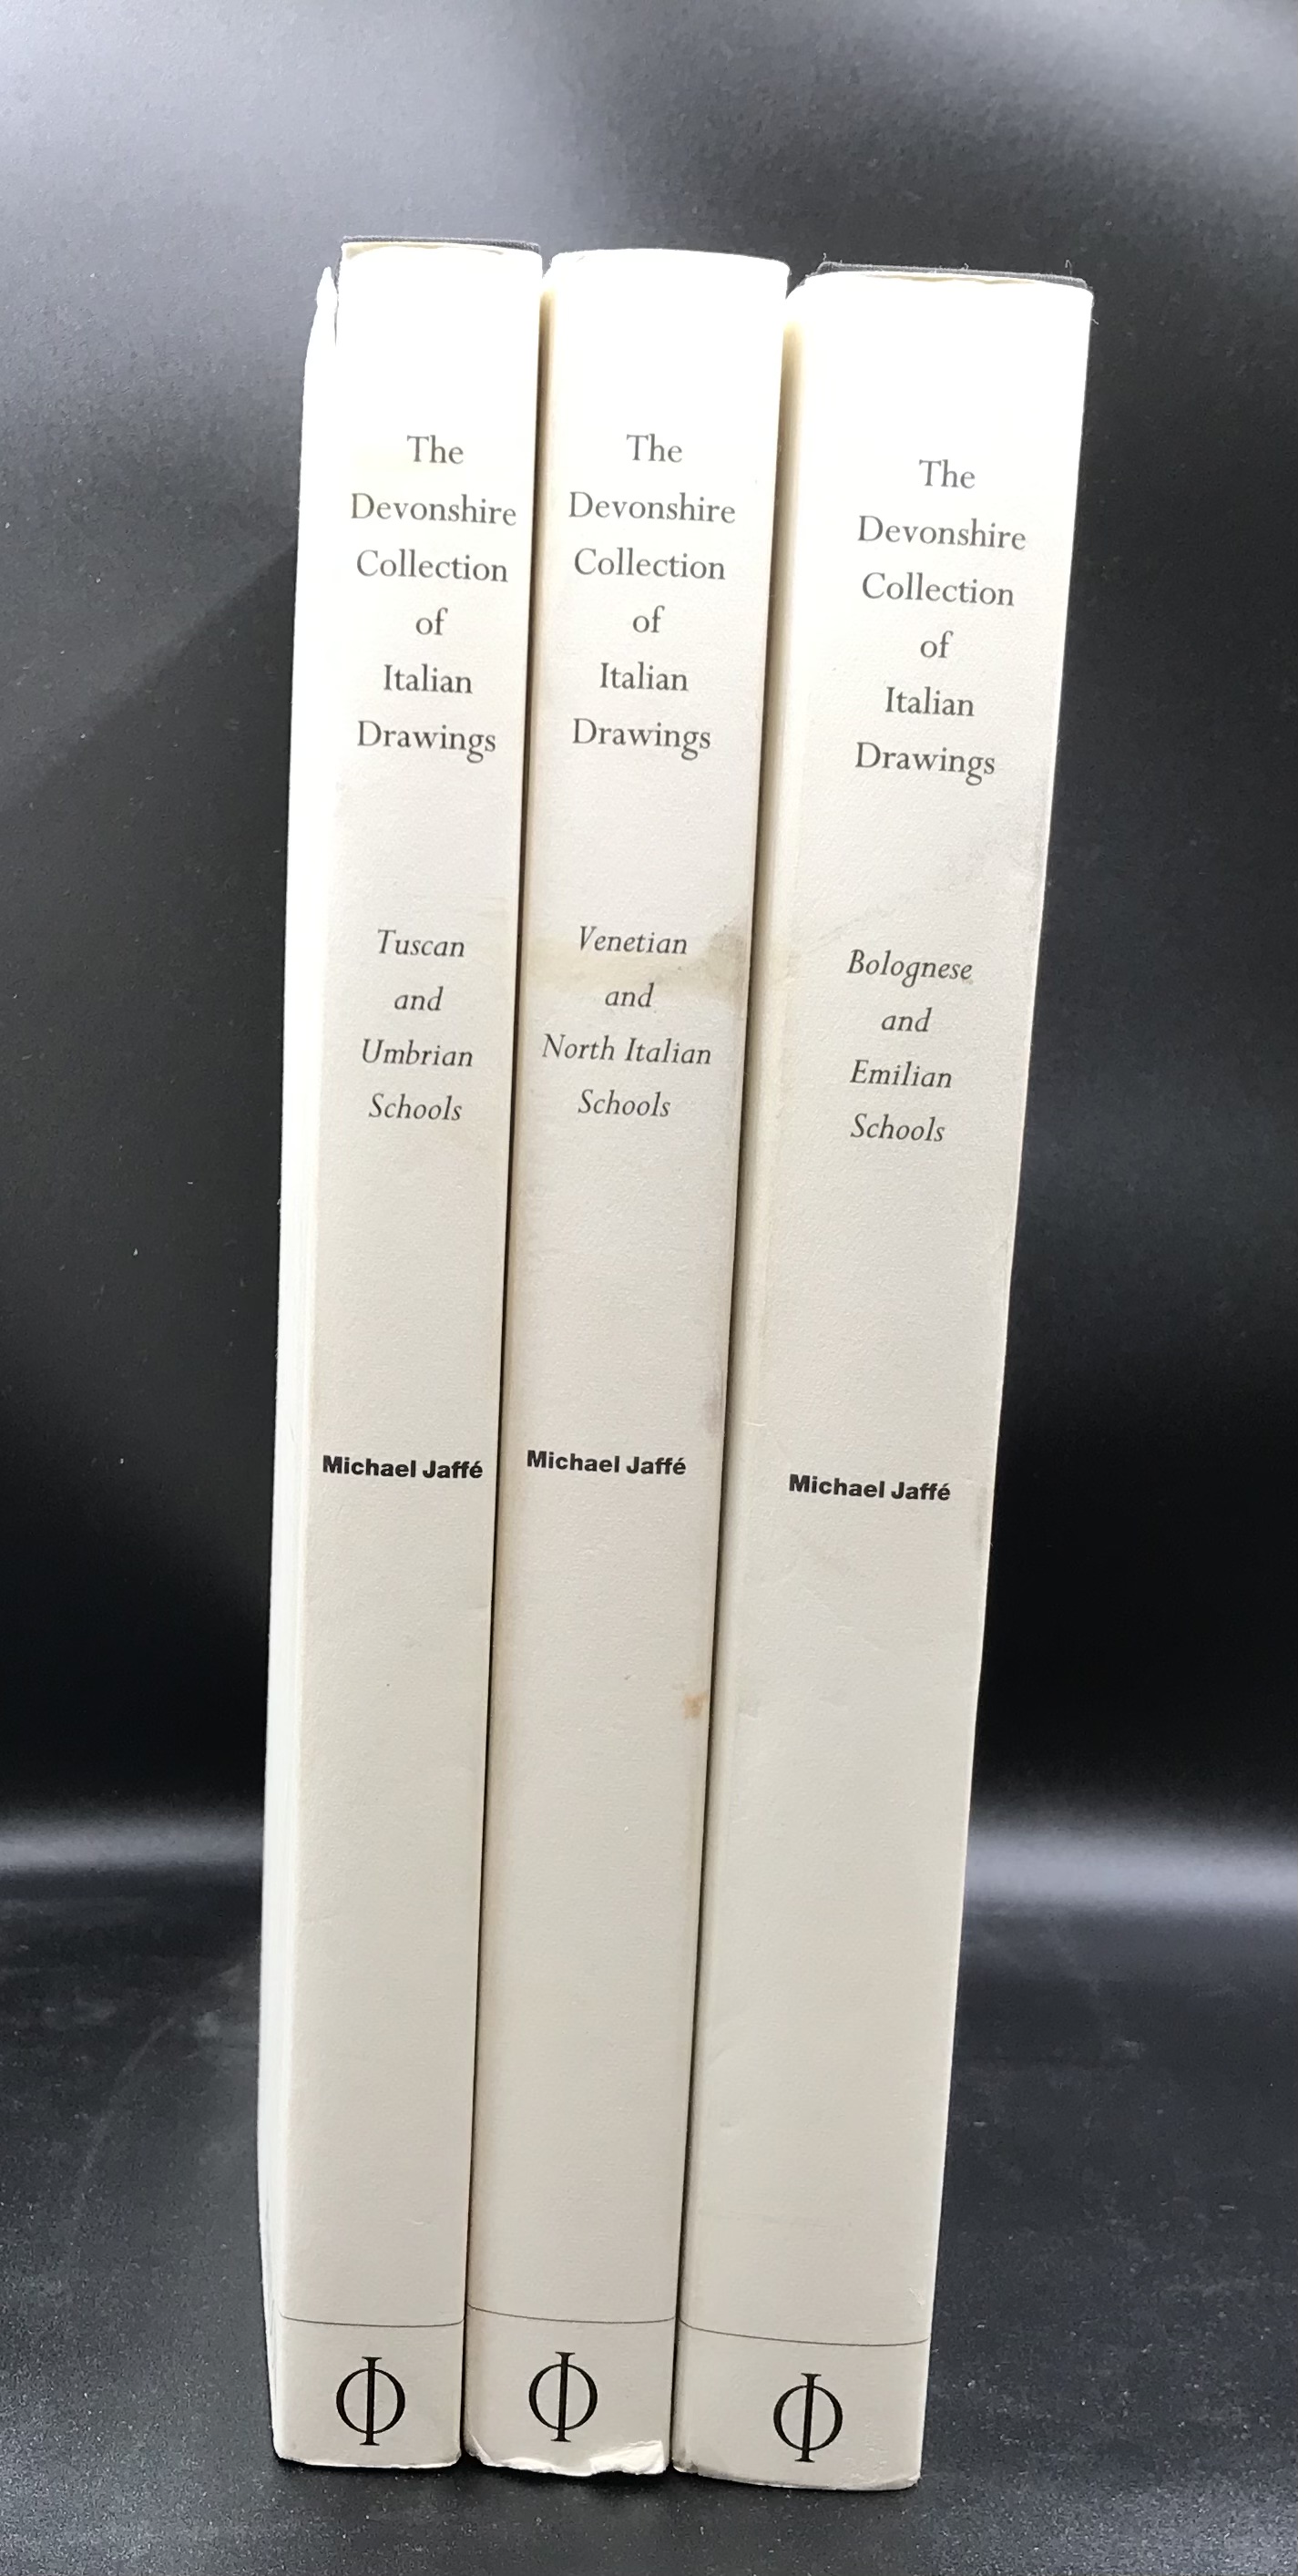 The
Devonshire
Collection
of
Italian
Drawings
Tuscan
and
Umbrian
Schools
Michael Jaffé
Φ
The
Devonshire
Collection
of
Italian
Drawings
Venetian
and
North Italian
Schools
Michael Jaffé
Φ
The
Devonshire
Collection
of
Italian
Drawings
Bolognese
and
Emilian
Schools
Michael Jaffé
Φ